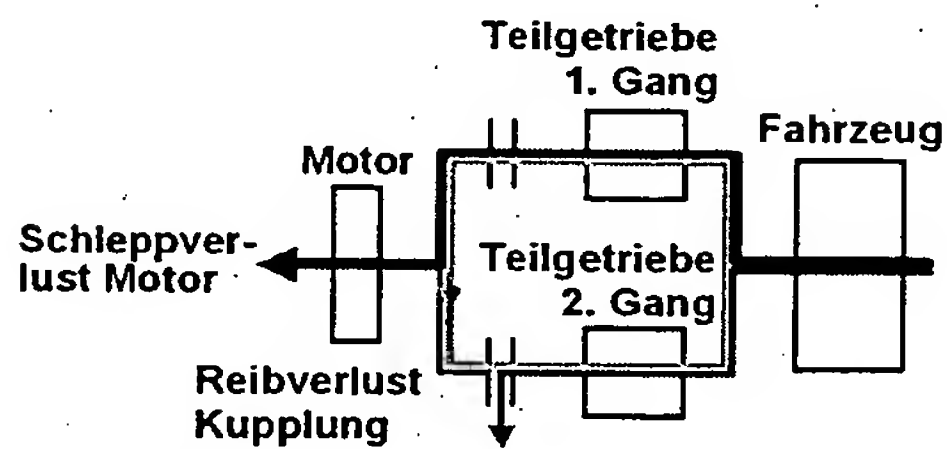 Teilgetriebe
1. Gang
Fahrzeug
Motor
Schleppver-
lust Motor
Teilgetriebe
2. Gang
Reibverlust
Kupplung